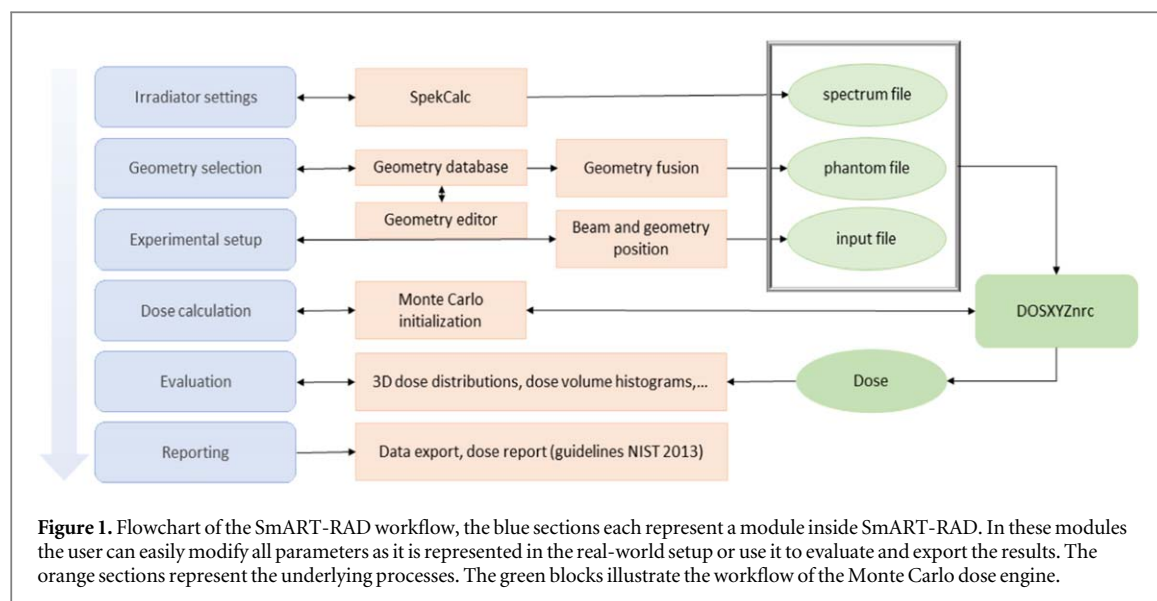 Irradiator settings
SpekCalc
spectrum file
Geometry selection
Geometry database
Geometry fusion
phantom file
Geometry editor
Experimental setup
Beam and geometry
position
input file
Dose calculation
Monte Carlo
initialization
DOSXYZnrc
Evaluation
3D dose distributions, dose volume histograms,...
Dose
Reporting
Data export, dose report (guidelines NIST 2013)
Figure 1. Flowchart of the SmART-RAD workflow, the blue sections each represent a module inside SmART-RAD. In these modules
the user can easily modify all parameters as it is represented in the real-world setup or use it to evaluate and export the results. The
orange sections represent the underlying processes. The green blocks illustrate the workflow of the Monte Carlo dose engine.